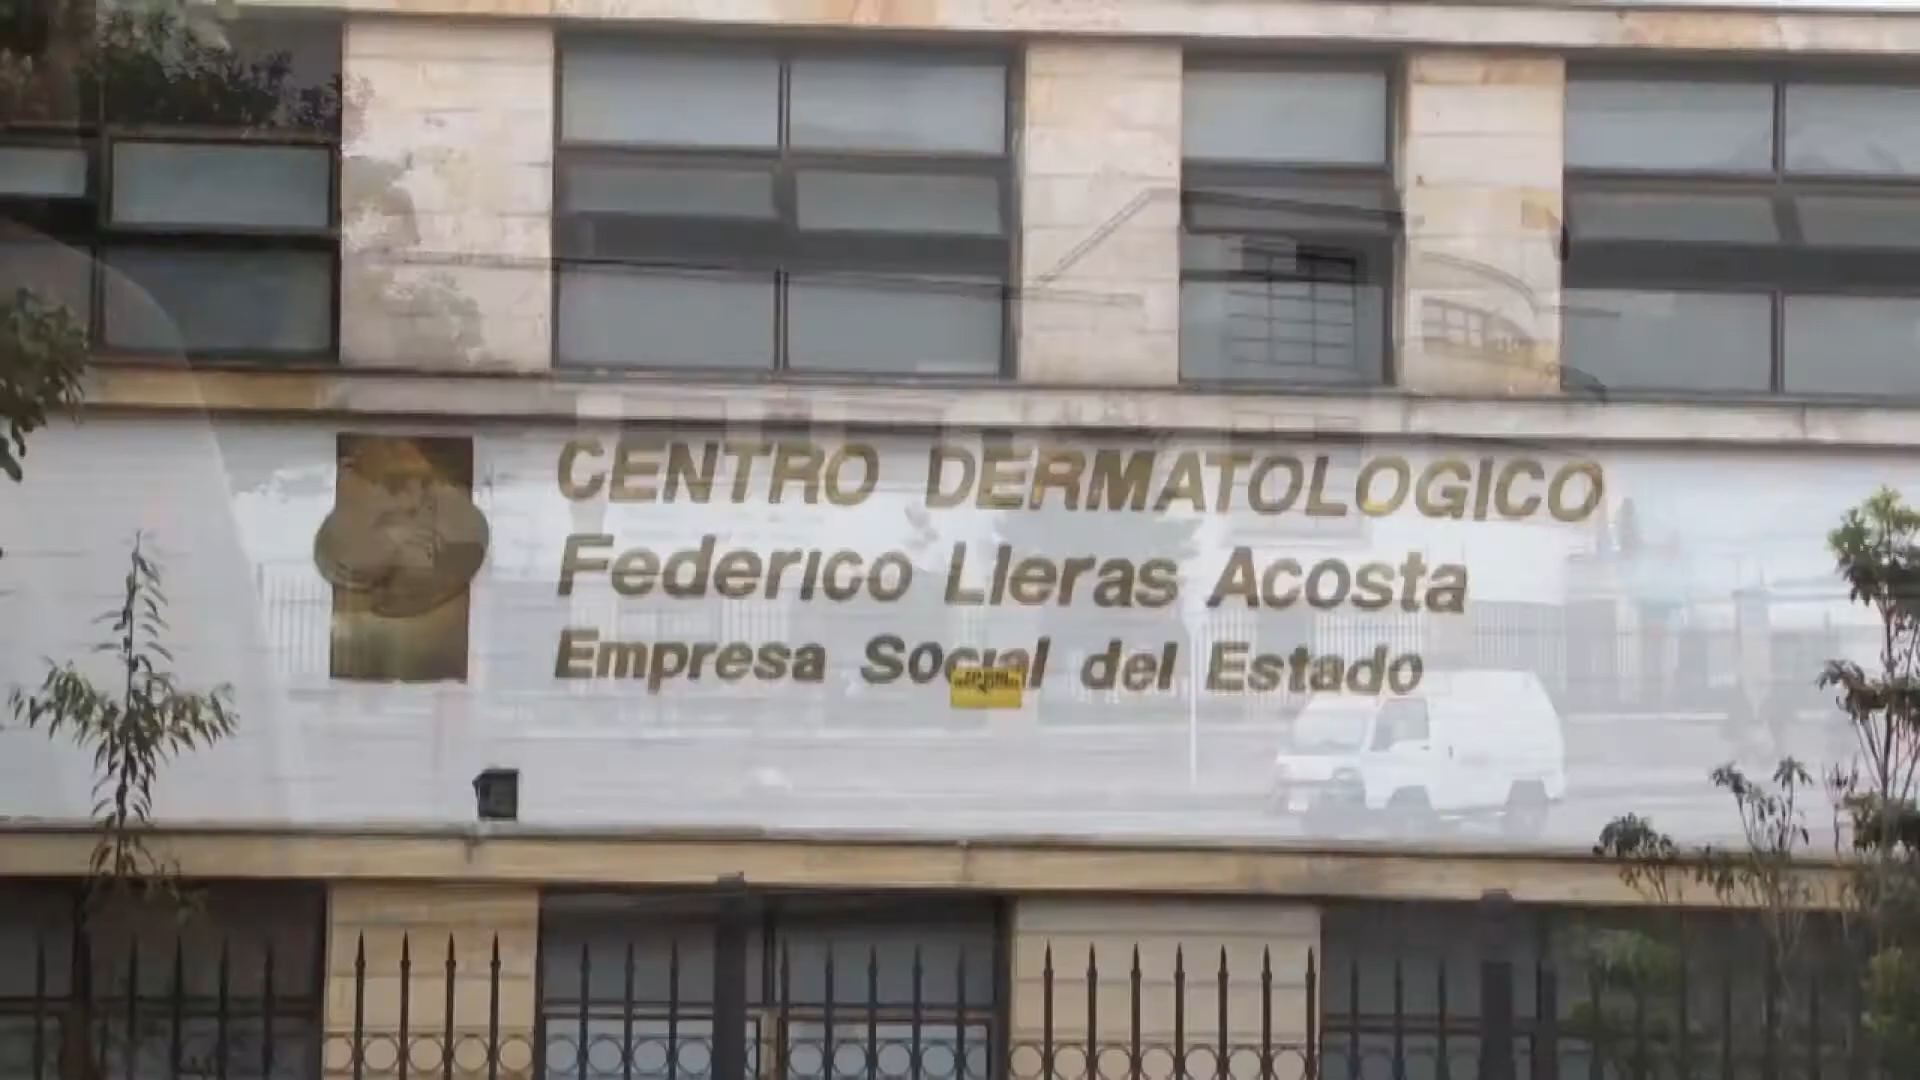 CENTRO DERMATOLOGICO
Federico Lleras Acosta
Empresa Social del Estado